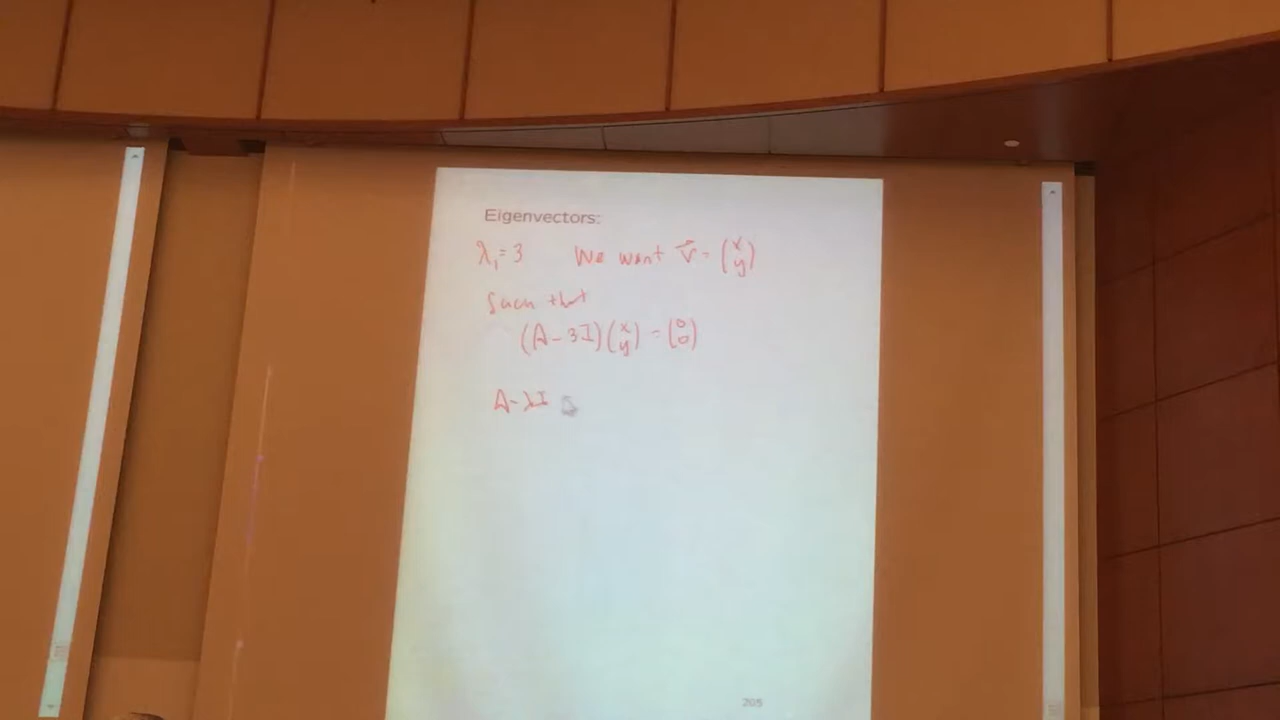 Eigenvectors:
λ₁=3 We want v⃗ = (x y)
Such that
(A-3I)(x y) = (0 0)
A-λI
205